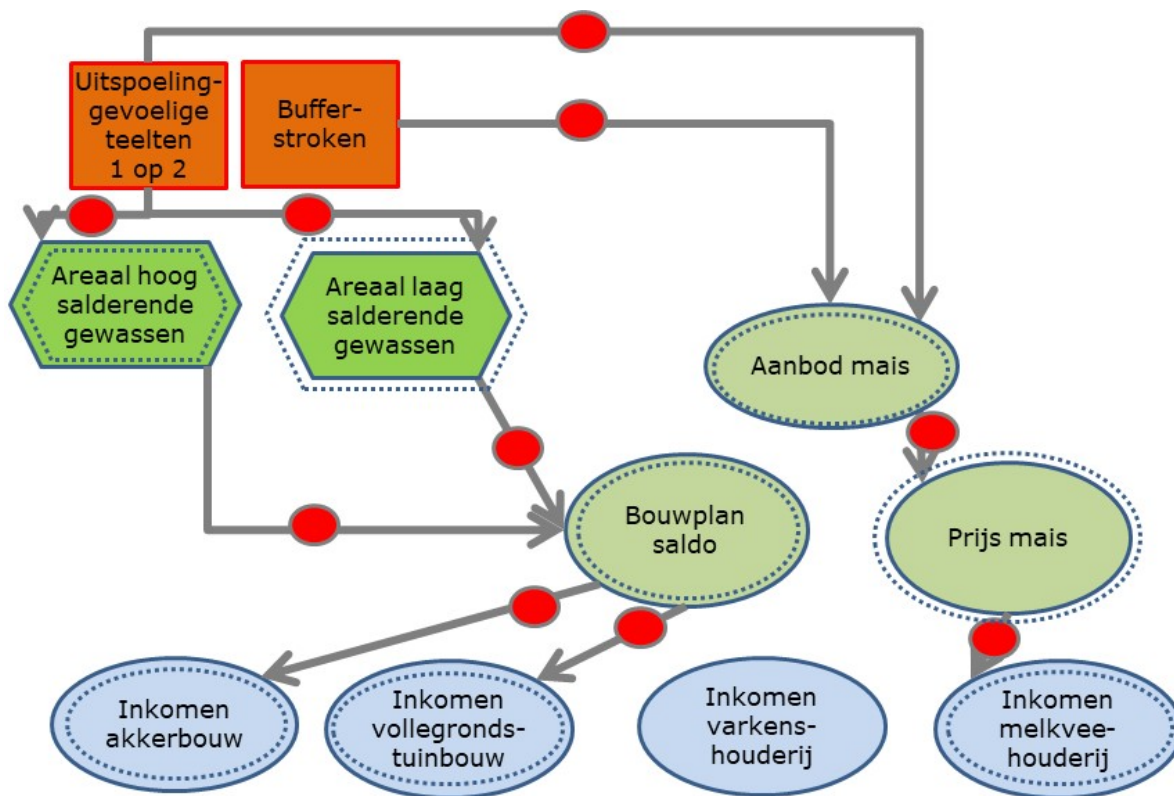 Uitspoeling-
gevoelige
teelten
1 op 2
Buffer-
stroken
Areaal hoog
salderende
gewassen
Areaal laag
salderende
gewassen
Aanbod mais
Bouwplan
saldo
Prijs mais
Inkomen
akkerbouw
Inkomen
vollegronds-
tuinbouw
Inkomen
varkens-
houderij
Inkomen
melkvee-
houderij